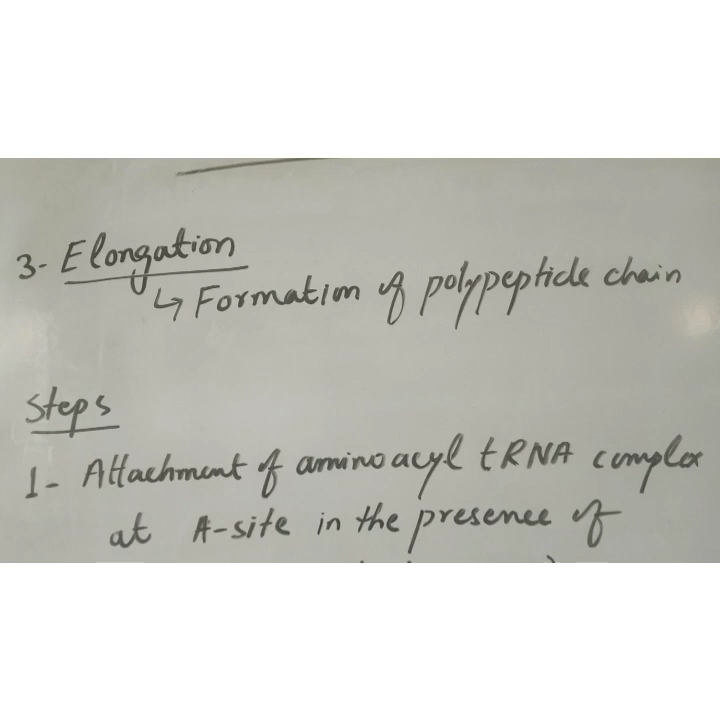 3- Elongation
↳ Formation of polypeptide chain
Steps
1- Attachment of aminoacyl tRNA complex
at A-site in the presence of